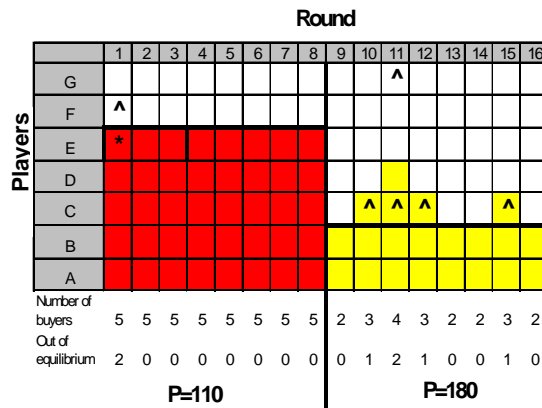 Round
1 2 3 4 5 6 7 8 9 10 11 12 13 14 15 16
Players
G ^
F ^
E *
D
C ^ ^ ^ ^
B
A
Number of
buyers 5 5 5 5 5 5 5 5 2 3 4 3 2 2 3 2
Out of
equilibrium 2 0 0 0 0 0 0 0 0 1 2 1 0 0 1 0
P=110 P=180